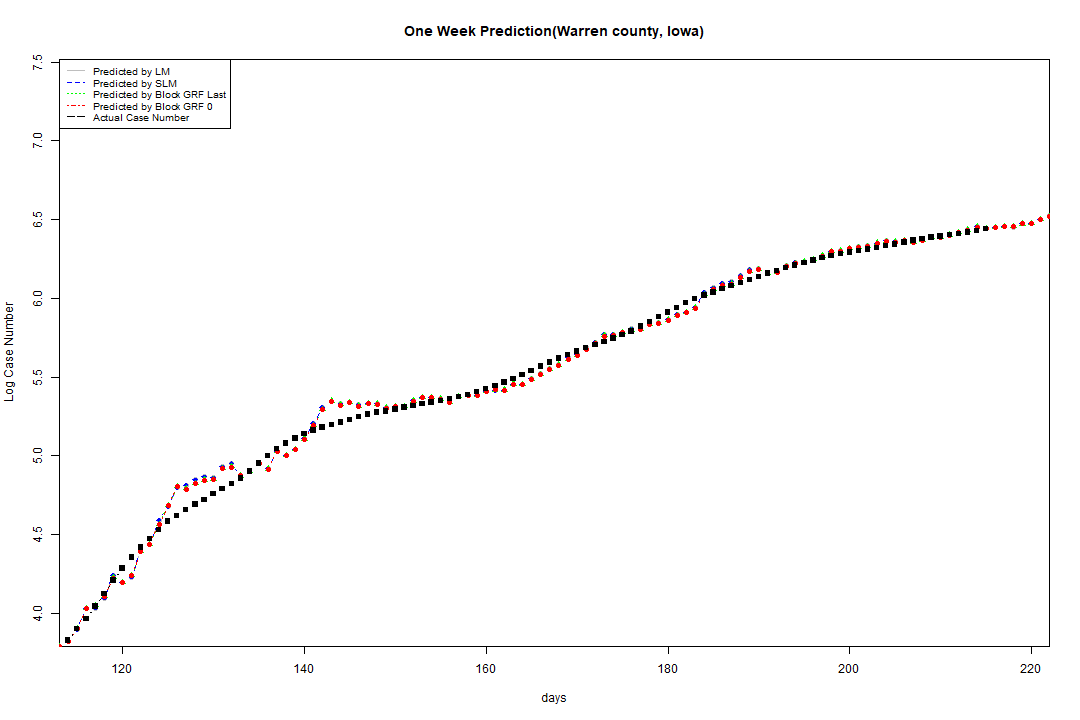 One Week Prediction(Warren county, Iowa)
Predicted by LM
Predicted by SLM
Predicted by Block GRF Last
Predicted by Block GRF 0
Actual Case Number
7.5
7.0
6.5
6.0
5.5
5.0
4.5
4.0
Log Case Number
120 140 160 180 200 220
days